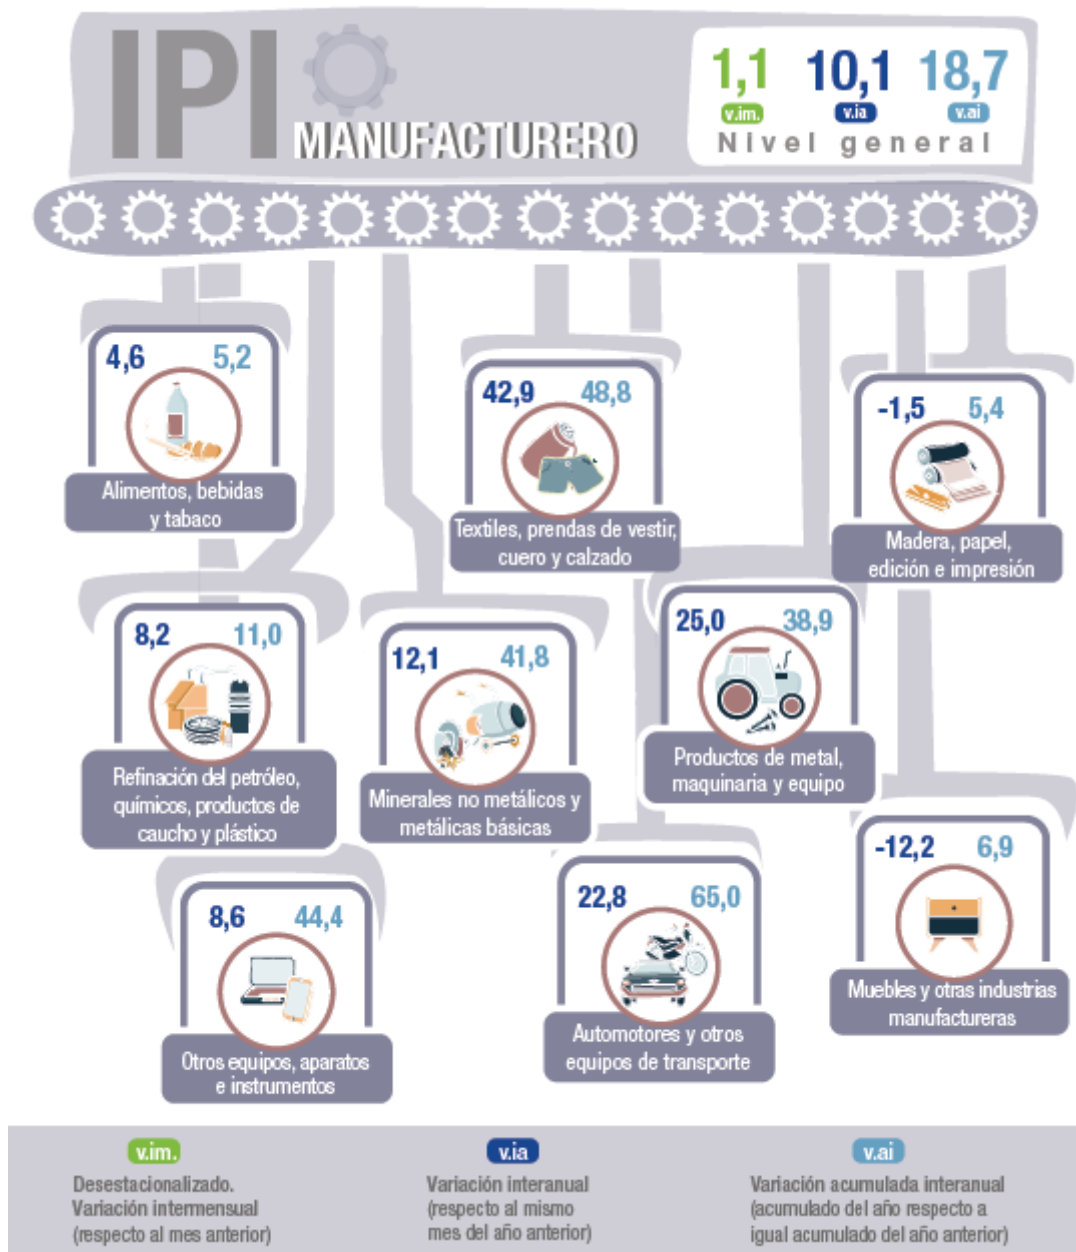 IPI
MANUFACTURERO
1,1 10,1 18,7
v.im. v.ia v.ai
Nivel general
4,6 5,2
Alimentos, bebidas
y tabaco
42,9 48,8
Textiles, prendas de vestir,
cuero y calzado
-1,5 5,4
Madera, papel,
edición e impresión
8,2 11,0
Refinación del petróleo,
químicos, productos de
caucho y plástico
12,1 41,8
Minerales no metálicos y
metálicas básicas
25,0 38,9
Productos de metal,
maquinaria y equipo
8,6 44,4
Otros equipos, aparatos
e instrumentos
22,8 65,0
Automotores y otros
equipos de transporte
-12,2 6,9
Muebles y otras industrias
manufactureras
v.im.
Desestacionalizado.
Variación intermensual
(respecto al mes anterior)
v.ia
Variación interanual
(respecto al mismo
mes del año anterior)
v.ai
Variación acumulada interanual
(acumulado del año respecto a
igual acumulado del año anterior)